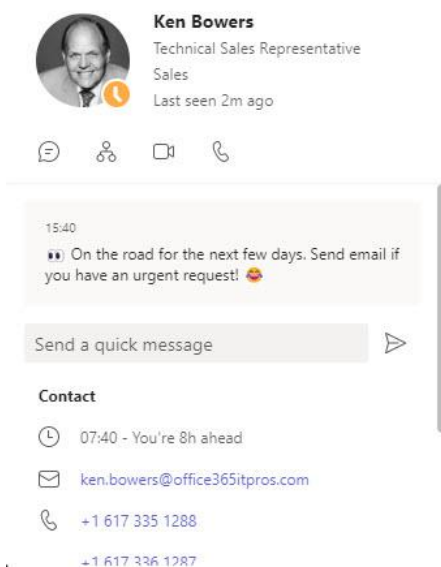 Ken Bowers
Technical Sales Representative
Sales
Last seen 2m ago
15:40
👀 On the road for the next few days. Send email if
you have an urgent request! 😂
Send a quick message
Contact
07:40 - You're 8h ahead
ken.bowers@office365itpros.com
+1 617 335 1288
+1 617 336 1287